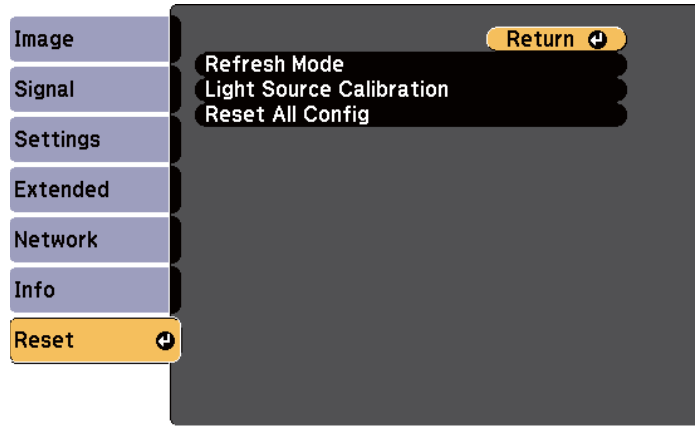 Image
Signal
Settings
Extended
Network
Info
Reset
Return
Refresh Mode
Light Source Calibration
Reset All Config